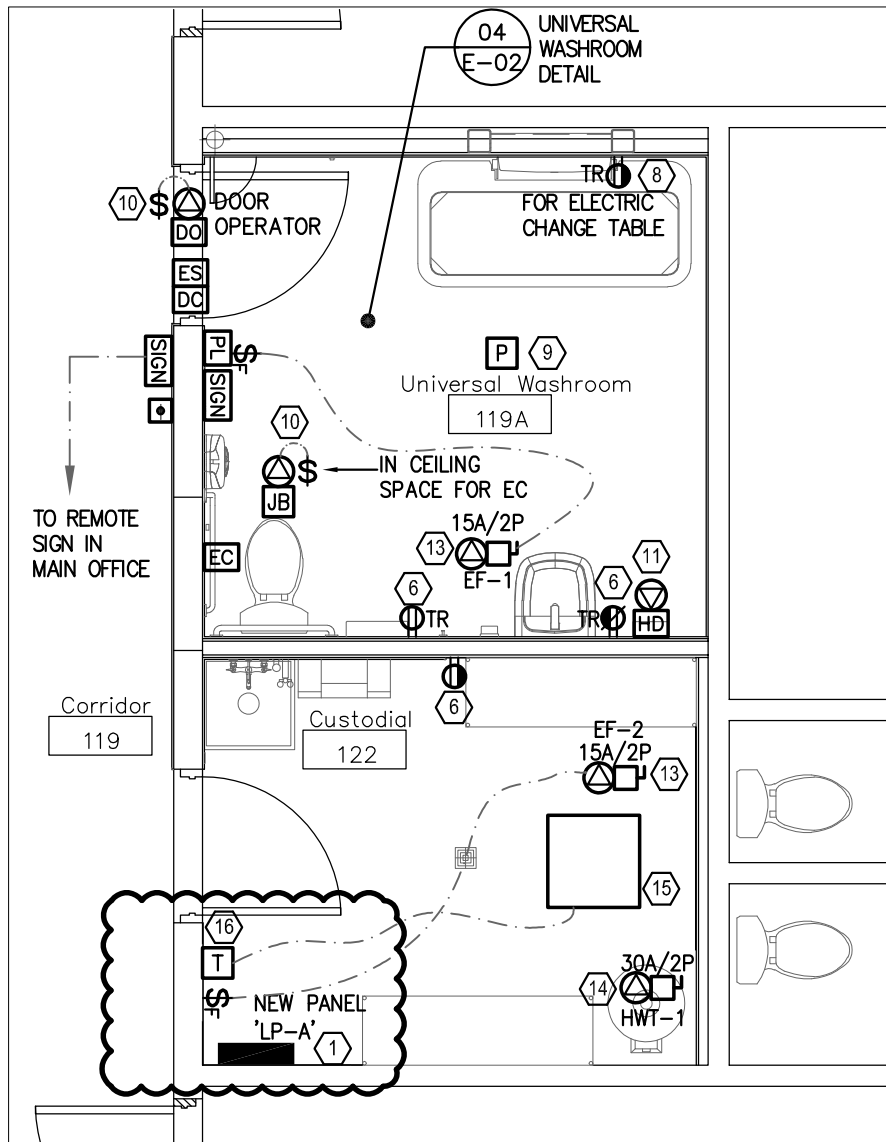 04
E-02
UNIVERSAL
WASHROOM
DETAIL
TR
8
FOR ELECTRIC
CHANGE TABLE
10
$
DOOR
OPERATOR
DO
ES
DC
SIGN
PL
$F
SIGN
P
9
Universal Washroom
119A
10
$
IN CEILING
SPACE FOR EC
JB
TO REMOTE
SIGN IN
MAIN OFFICE
EC
15A/2P
13
EF-1
11
6
TR
6
TR
HD
6
Corridor
119
Custodial
122
EF-2
15A/2P
13
15
16
T
$F
NEW PANEL
'LP-A'
1
30A/2P
14
HWT-1